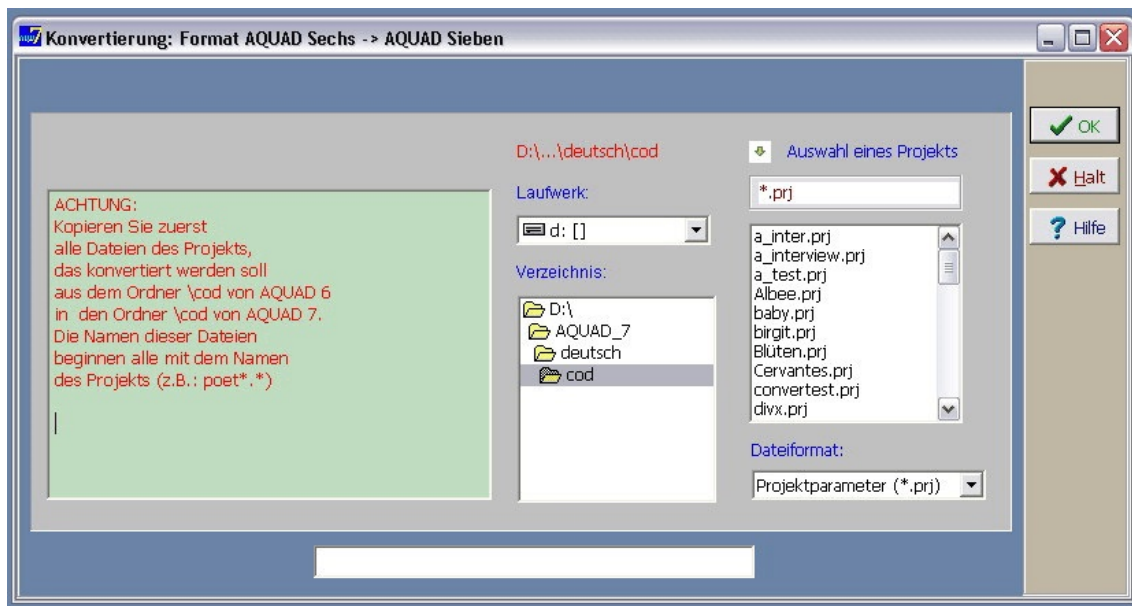 Konvertierung: Format AQUAD Sechs -> AQUAD Sieben
ACHTUNG:
Kopieren Sie zuerst
alle Dateien des Projekts,
das konvertiert werden soll
aus dem Ordner \cod von AQUAD 6
in den Ordner \cod von AQUAD 7.
Die Namen dieser Dateien
beginnen alle mit dem Namen
des Projekts (z.B.: poet*.*)
D:\...\deutsch\cod
Laufwerk:
d: []
Verzeichnis:
D:\
AQUAD_7
deutsch
cod
Auswahl eines Projekts
*.prj
a_inter.prj
a_interview.prj
a_test.prj
Albee.prj
baby.prj
birgit.prj
Blüten.prj
Cervantes.prj
convertest.prj
divx.prj
Dateiformat:
Projektparameter (*.prj)
OK
Halt
Hilfe